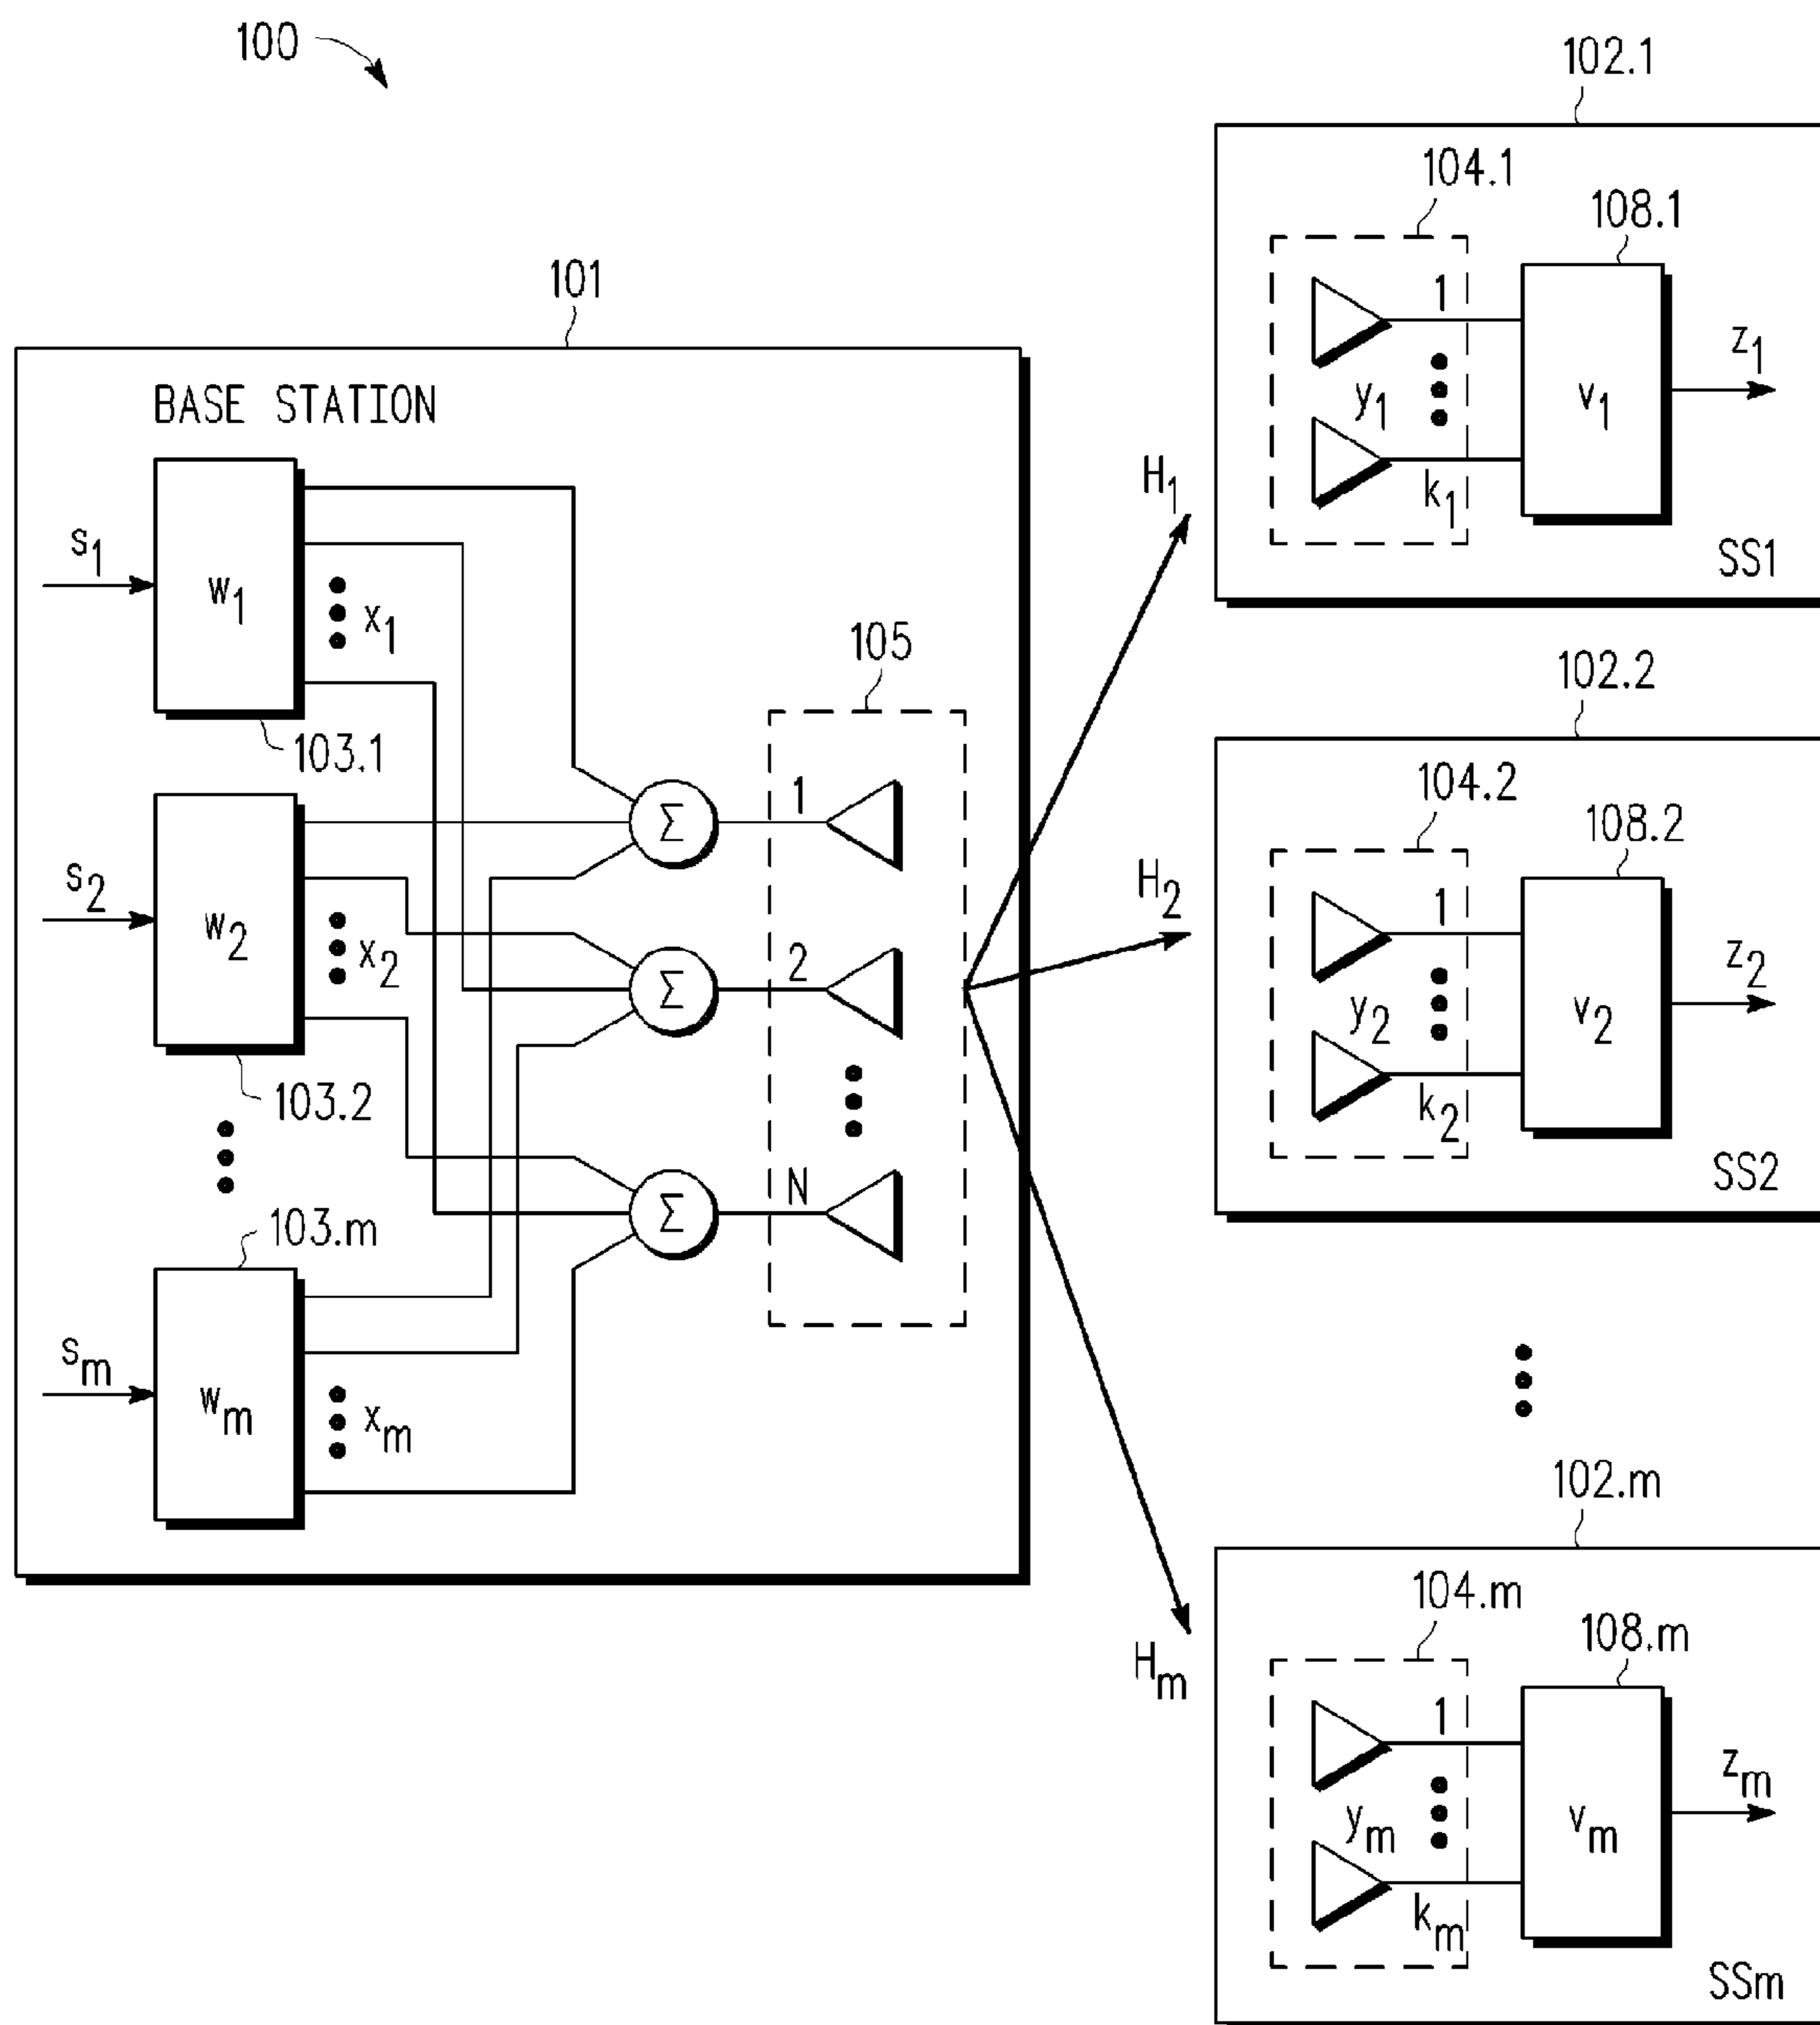 100
101
BASE STATION
s1
w1
x1
103.1
s2
w2
x2
103.2
103.m
sm
wm
xm
Σ
Σ
Σ
105
1
2
N
H1
H2
Hm
102.1
104.1
108.1
1
y1
k1
v1
z1
SS1
102.2
104.2
108.2
1
y2
k2
v2
z2
SS2
102.m
104.m
108.m
1
ym
km
vm
zm
SSm